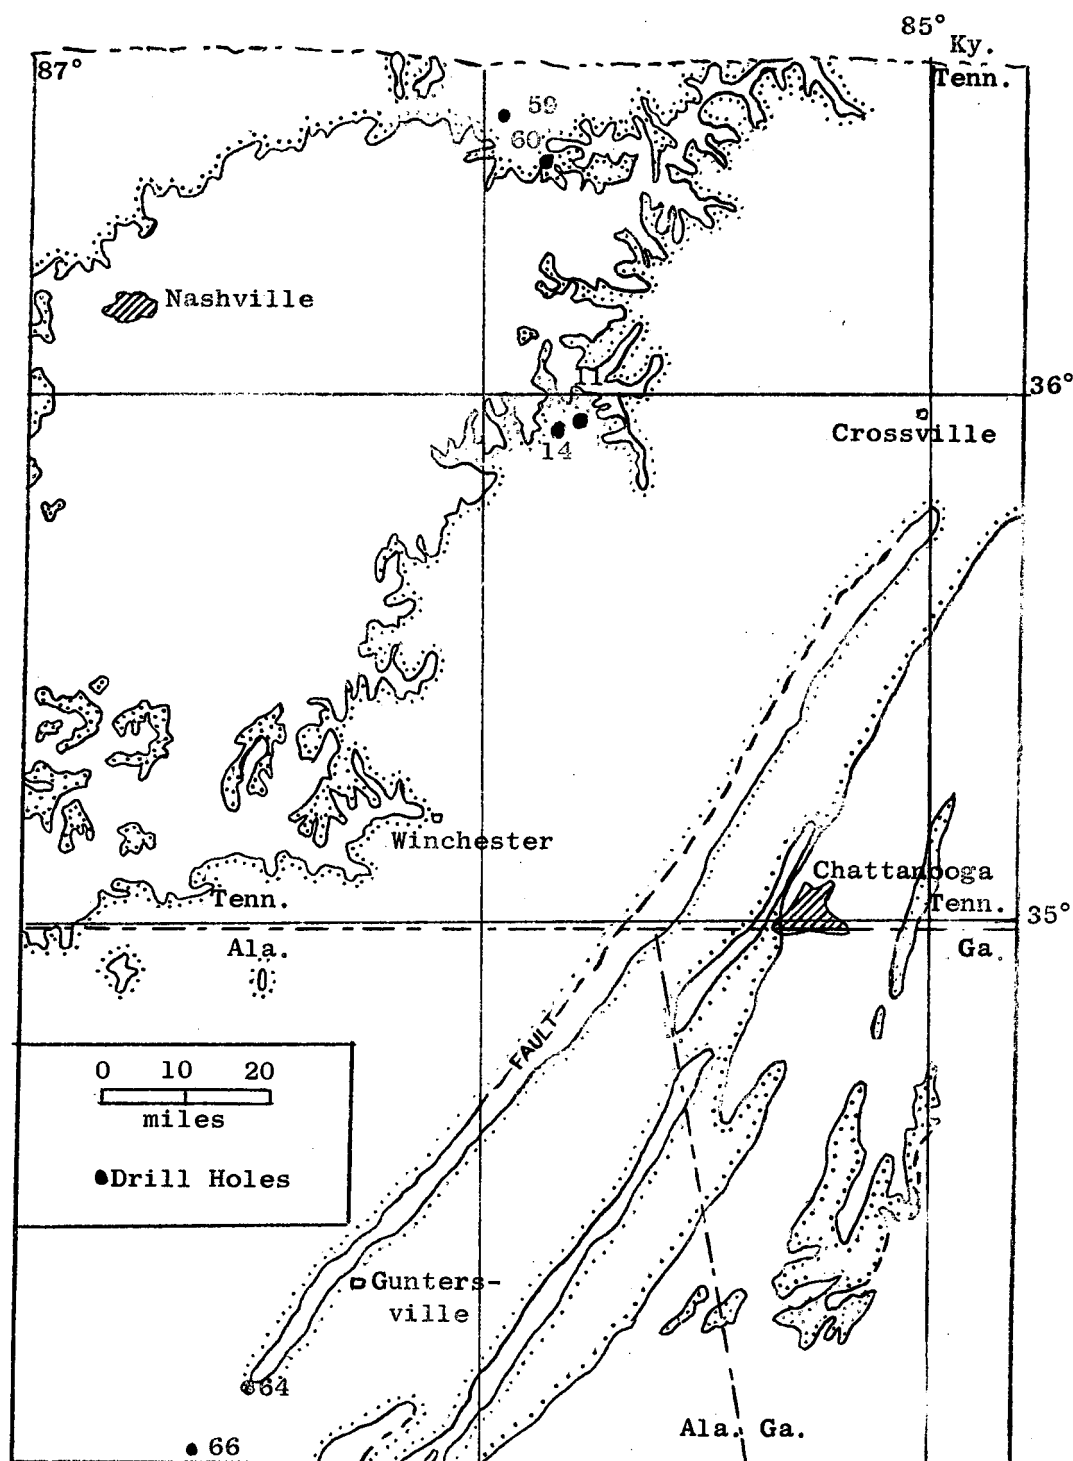 85°
Ky.
87°
Tenn.
59
60
Nashville
11
36°
Crossville
14
Winchester
Chattanooga
Tenn.
Tenn.
35°
Ala.
Ga.
FAULT
0 10 20
miles
Drill Holes
Gunters-
ville
64
Ala. Ga.
66